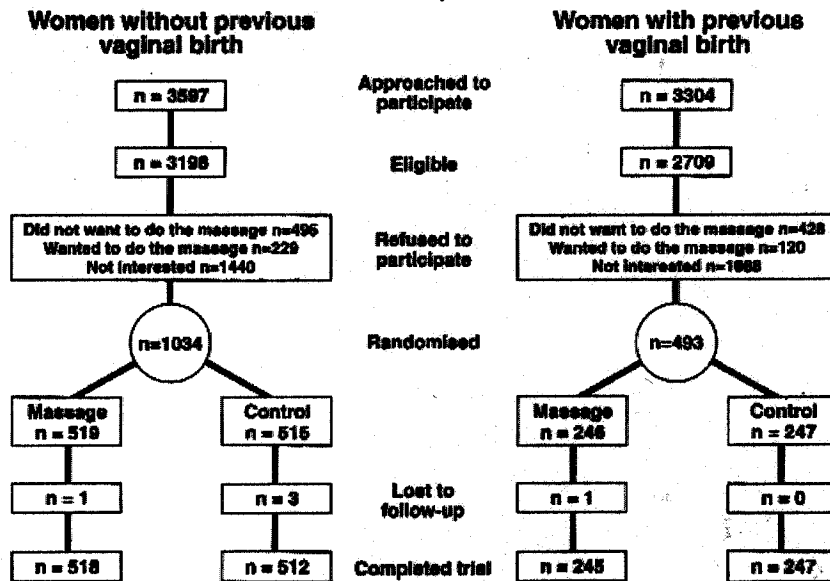 Women without previous
vaginal birth
Women with previous
vaginal birth
n = 3597
Approached to
participate
n = 3304
n = 3198
Eligible
n = 2709
Did not want to do the massage n=495
Wanted to do the massage n=229
Not interested n=1440
Refused to
participate
Did not want to do the massage n=428
Wanted to do the massage n=120
Not interested n=1668
n=1034
Randomised
n=493
Massage
n = 519
Control
n = 515
Massage
n = 246
Control
n = 247
n = 1
n = 3
Lost to
follow-up
n = 1
n = 0
n = 518
n = 512
Completed trial
n = 245
n = 247